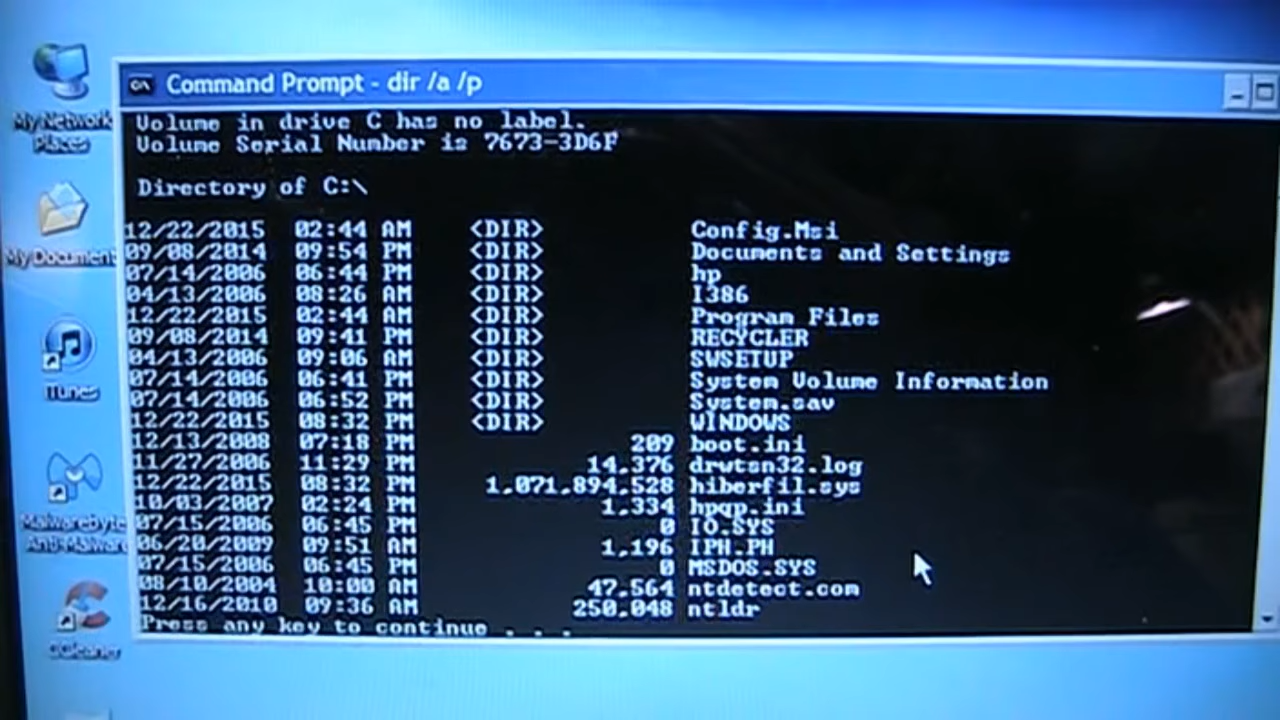 Command Prompt - dir /a /p
Volume in drive C has no label.
Volume Serial Number is 7673-3D6F
Directory of C:\
12/22/2015 02:44 AM <DIR> Config.Msi
09/08/2014 09:54 PM <DIR> Documents and Settings
07/14/2006 06:44 PM <DIR> hp
04/13/2006 08:26 AM <DIR> I386
12/22/2015 02:44 AM <DIR> Program Files
09/08/2014 09:41 PM <DIR> RECYCLER
04/13/2006 09:06 AM <DIR> SWSETUP
07/14/2006 06:41 PM <DIR> System Volume Information
07/14/2006 06:52 PM <DIR> System.sav
12/22/2015 08:32 PM <DIR> WINDOWS
12/13/2008 07:18 PM 209 boot.ini
11/27/2006 11:29 PM 14,376 drwtsn32.log
12/22/2015 08:32 PM 1,071,894,528 hiberfil.sys
10/03/2007 02:24 PM 1,334 hpqp.ini
07/15/2006 06:45 PM 0 IO.SYS
06/20/2009 09:51 AM 1,196 IPH.PH
07/15/2006 06:45 PM 0 MSDOS.SYS
08/10/2004 10:00 AM 47,564 ntdetect.com
12/16/2010 09:36 AM 250,048 ntldr
Press any key to continue . . .
My Network
Places
My Document
iTunes
Malwarebyte
Anti-Malware
CCleaner